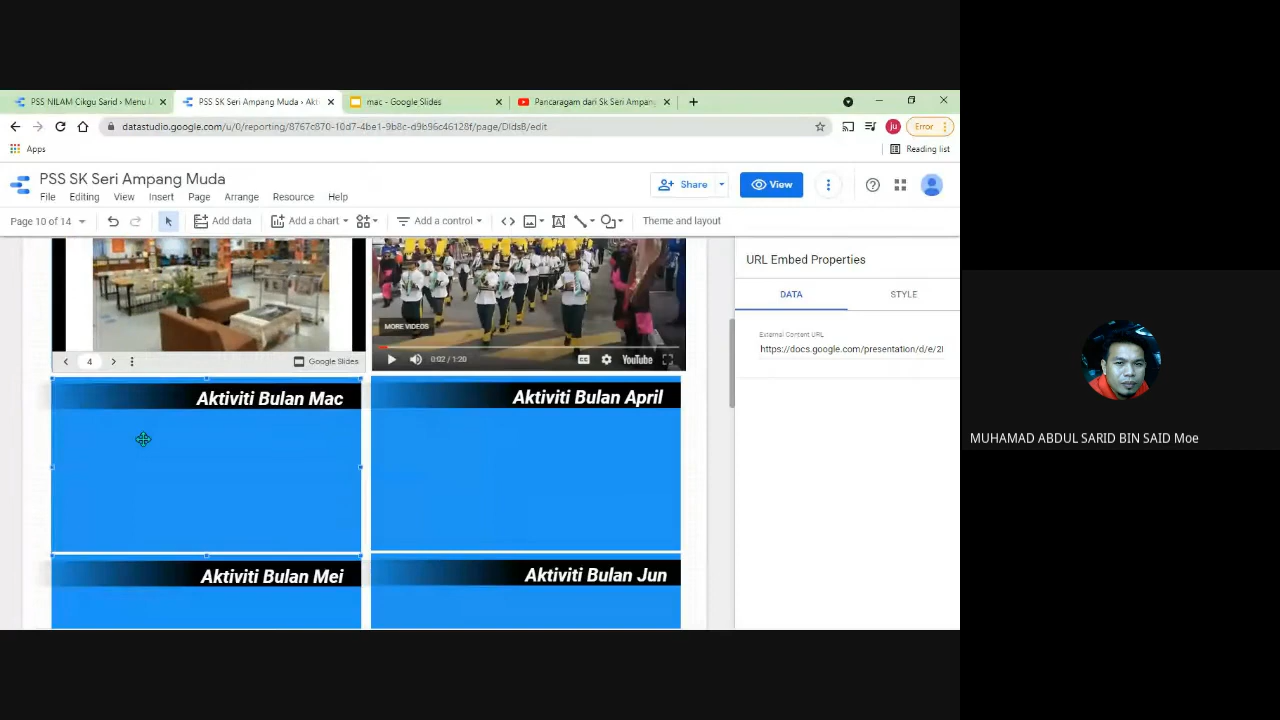 PSS NILAM Cikgu Sarid › Menu U
PSS SK Seri Ampang Muda › Akti
mac - Google Slides
Pancaragam dari Sk Seri Ampang
datastudio.google.com/u/0/reporting/8767c870-10d7-4be1-9b8c-d9b96c46128f/page/DldsB/edit
ju
Error
Apps
Reading list
PSS SK Seri Ampang Muda
Share
View
File
Editing
View
Insert
Page
Arrange
Resource
Help
Page 10 of 14
Add data
Add a chart
Add a control
Theme and layout
URL Embed Properties
DATA
STYLE
External Content URL
https://docs.google.com/presentation/d/e/2
MORE VIDEOS
4
Google Slides
0:02 / 1:20
CC
YouTube
Aktiviti Bulan Mac
Aktiviti Bulan April
Aktiviti Bulan Mei
Aktiviti Bulan Jun
MUHAMAD ABDUL SARID BIN SAID Moe